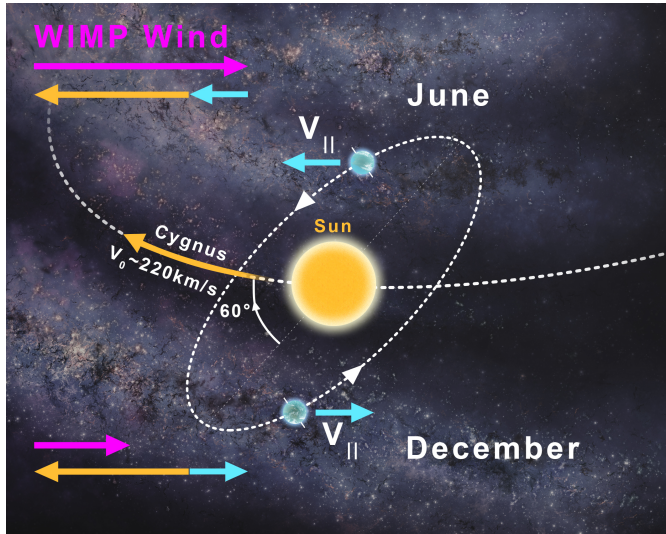 WIMP Wind
June
V||
Sun
Cygnus
V₀~220km/s
60°
V||
December